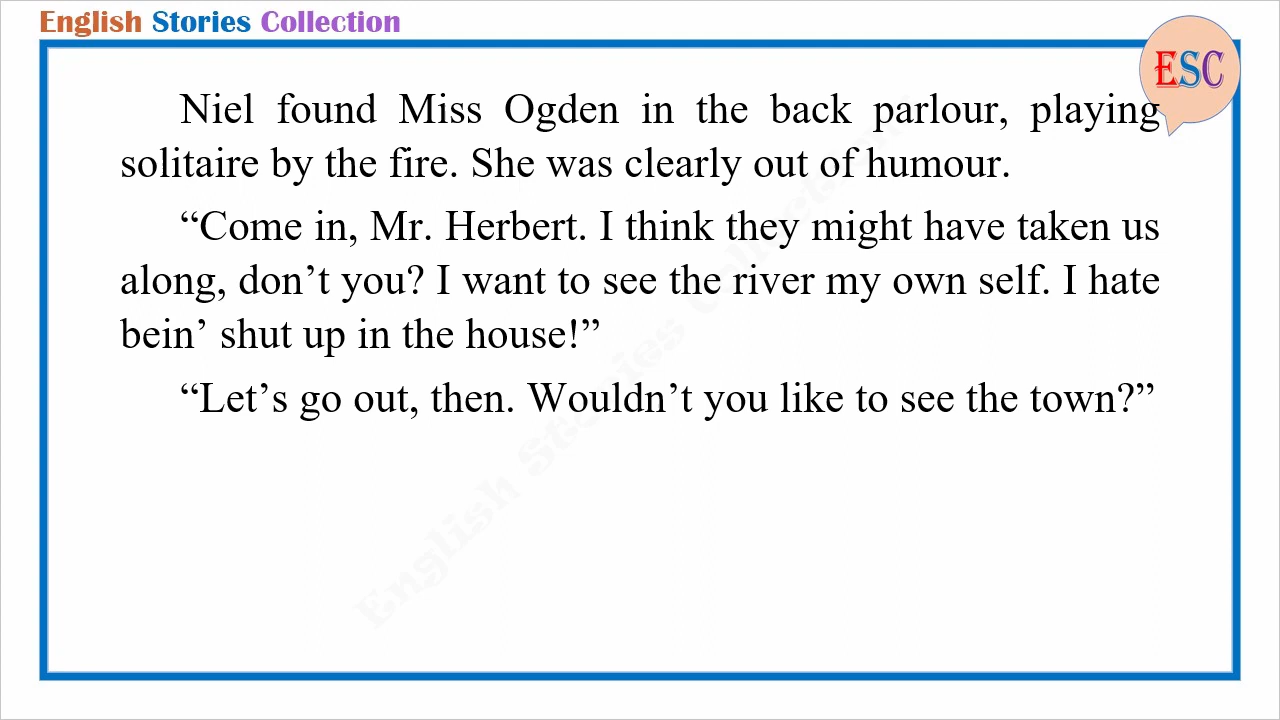 English Stories Collection
ESC
Niel found Miss Ogden in the back parlour, playing
solitaire by the fire. She was clearly out of humour.
“Come in, Mr. Herbert. I think they might have taken us
along, don’t you? I want to see the river my own self. I hate
bein’ shut up in the house!”
“Let’s go out, then. Wouldn’t you like to see the town?”
English Stories Collections